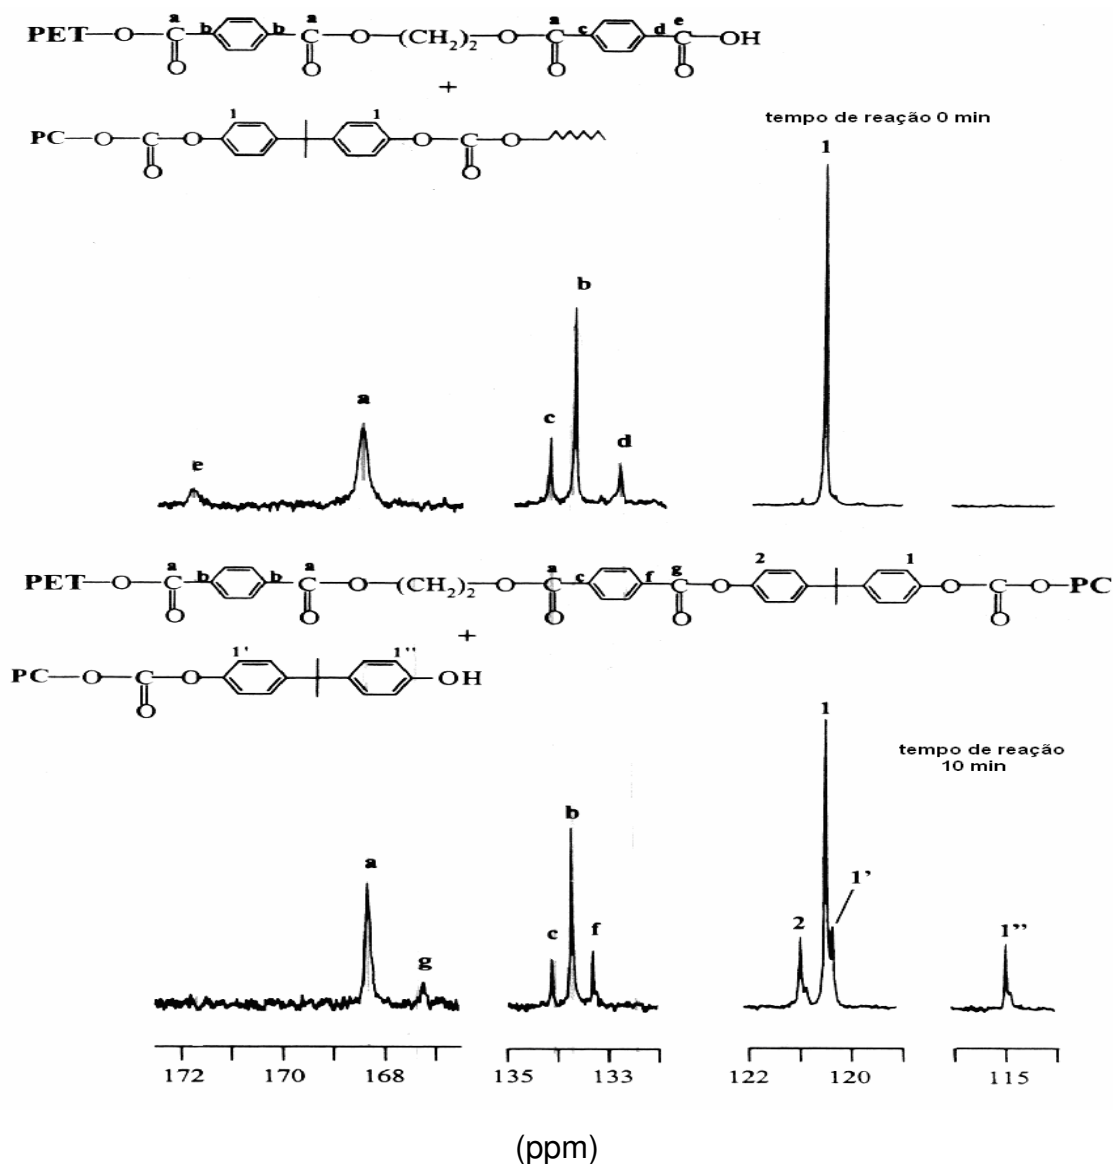 a a a e
PET—O—C b b C—O—(CH₂)₂—O—C c d C—OH
O O O O
+
1 1
PC—O—C—O O—C—O
O O
tempo de reação 0 min
1
b
a
c
d
e
a a a g 2 1
PET—O—C b b C—O—(CH₂)₂—O—C c f C—O O—C—O—PC
O O O O O
+
1' 1''
PC—O—C—O OH
O
1
tempo de reação
10 min
b
a
1'
2
c f
1''
g
172 170 168 135 133 122 120 115
(ppm)